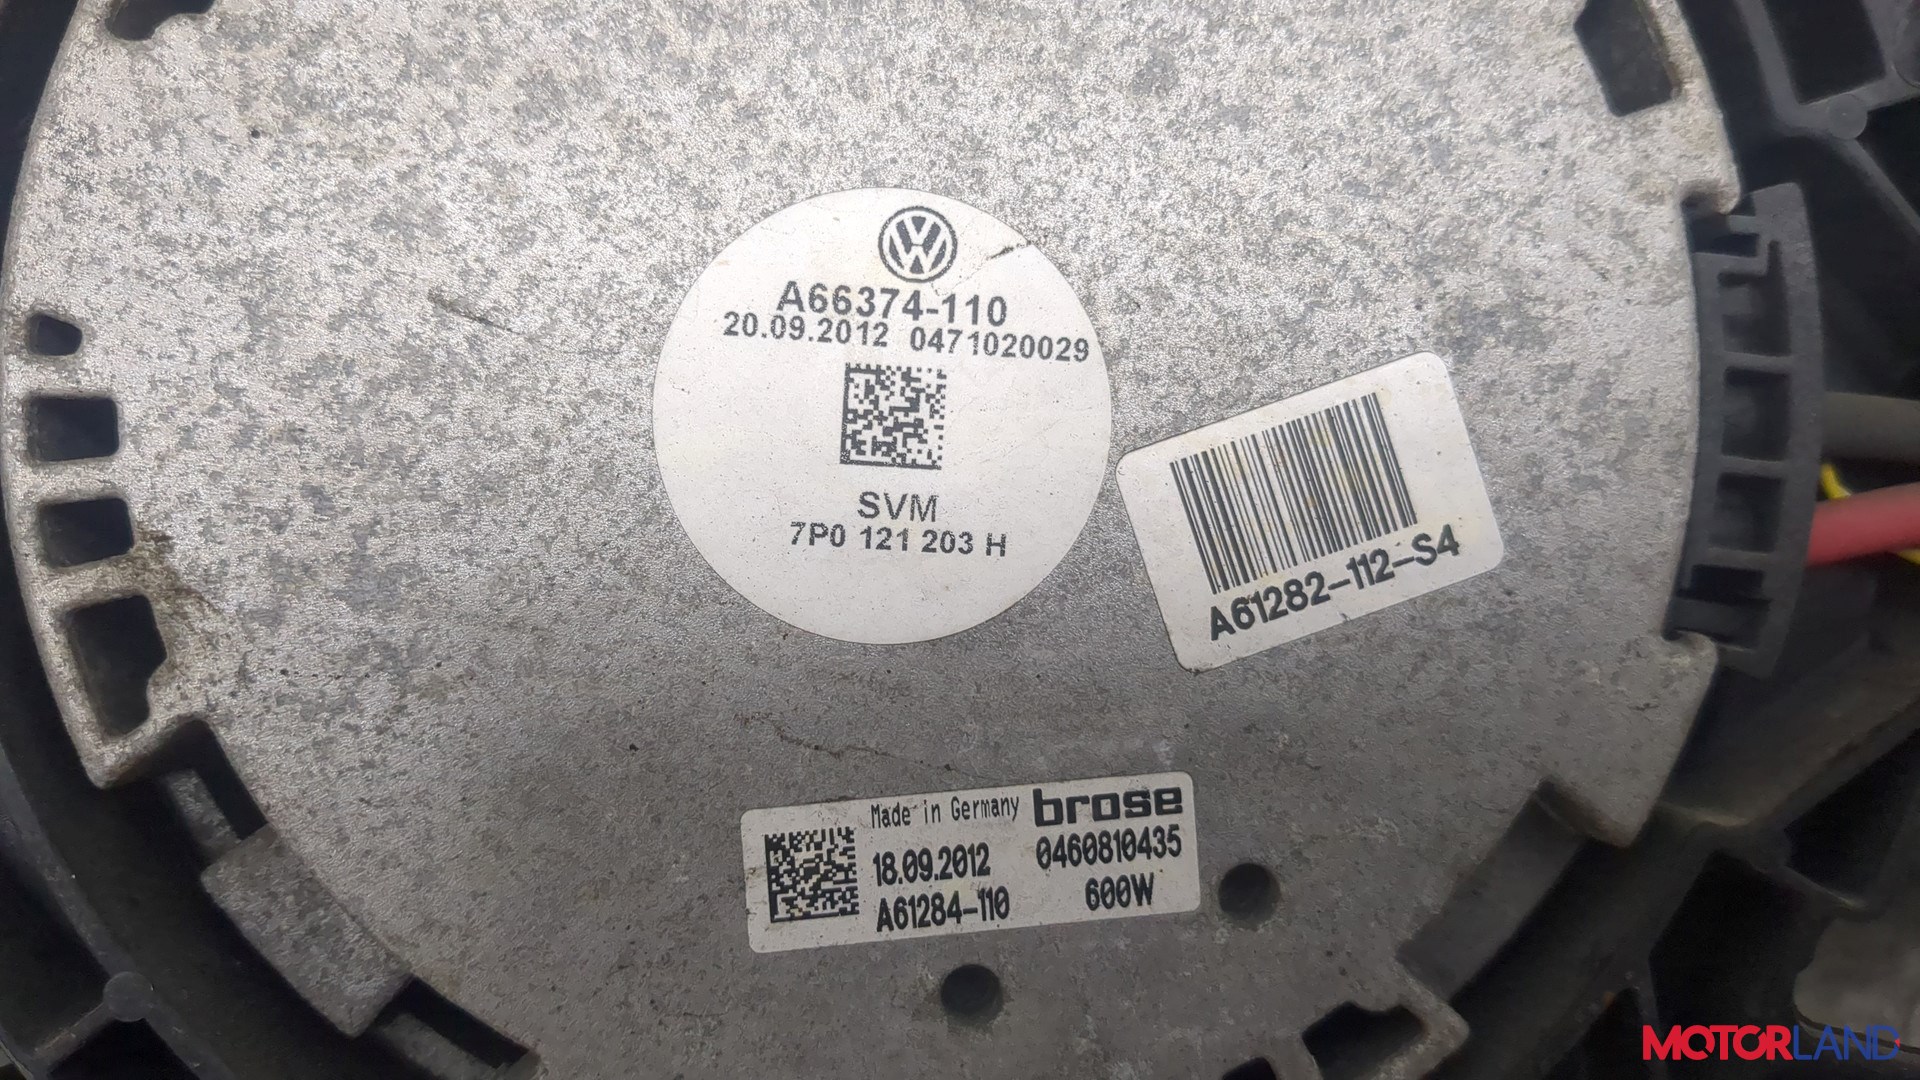 A66374-110
20.09.2012 0471020029
SVM
7P0 121 203 H
A61282-112-S4
Made in Germany brose
18.09.2012 0460810435
A61284-110 600W
MOTORLAND